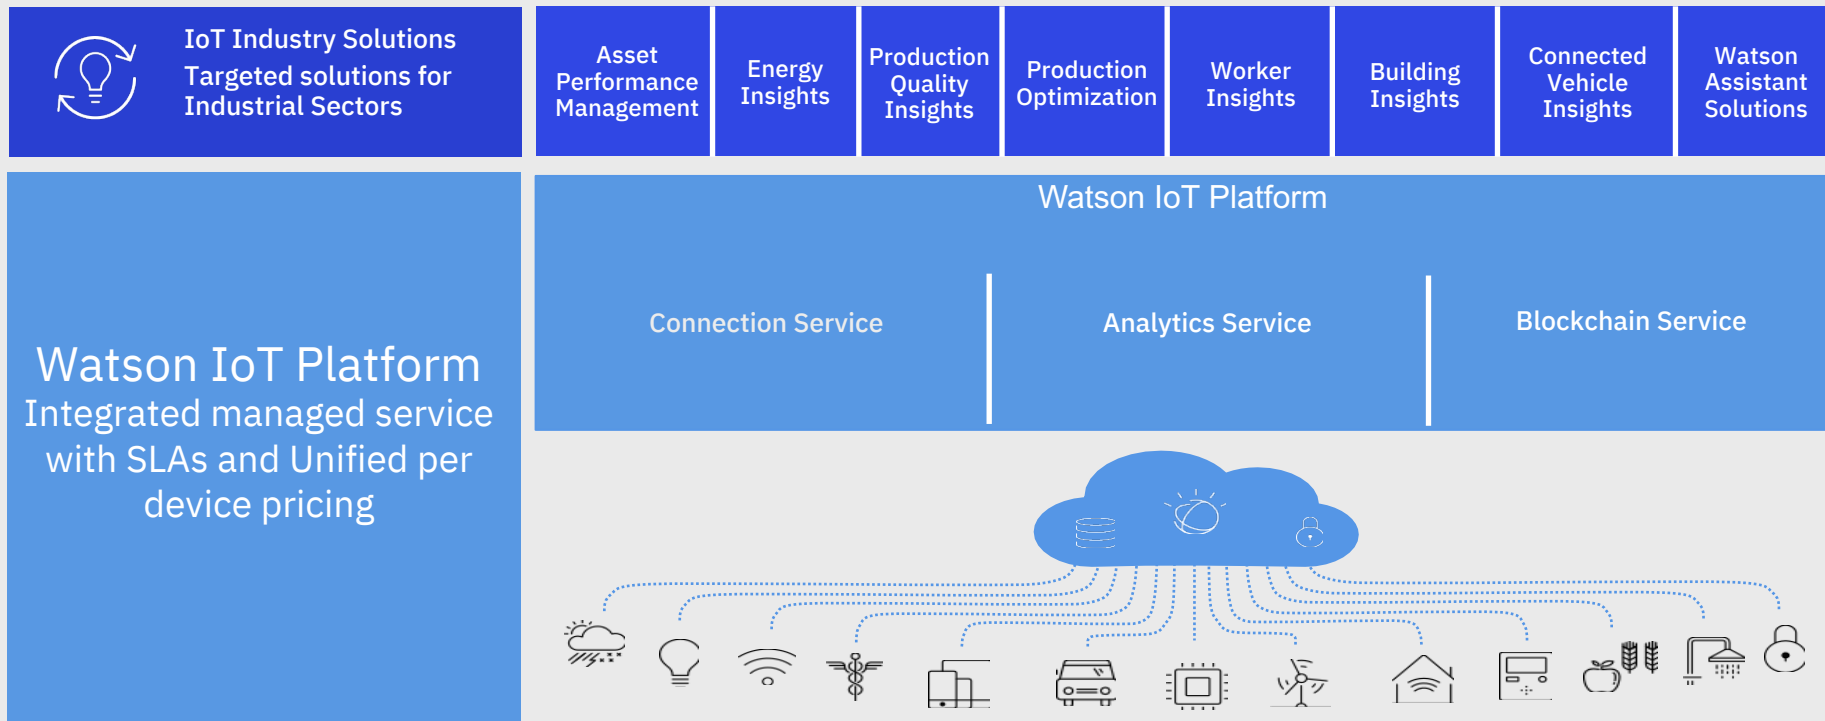 IoT Industry Solutions
Targeted solutions for
Industrial Sectors
Asset
Performance
Management
Energy
Insights
Production
Quality
Insights
Production
Optimization
Worker
Insights
Building
Insights
Connected
Vehicle
Insights
Watson
Assistant
Solutions
Watson IoT Platform
Integrated managed service
with SLAs and Unified per
device pricing
Watson IoT Platform
Connection Service
Analytics Service
Blockchain Service